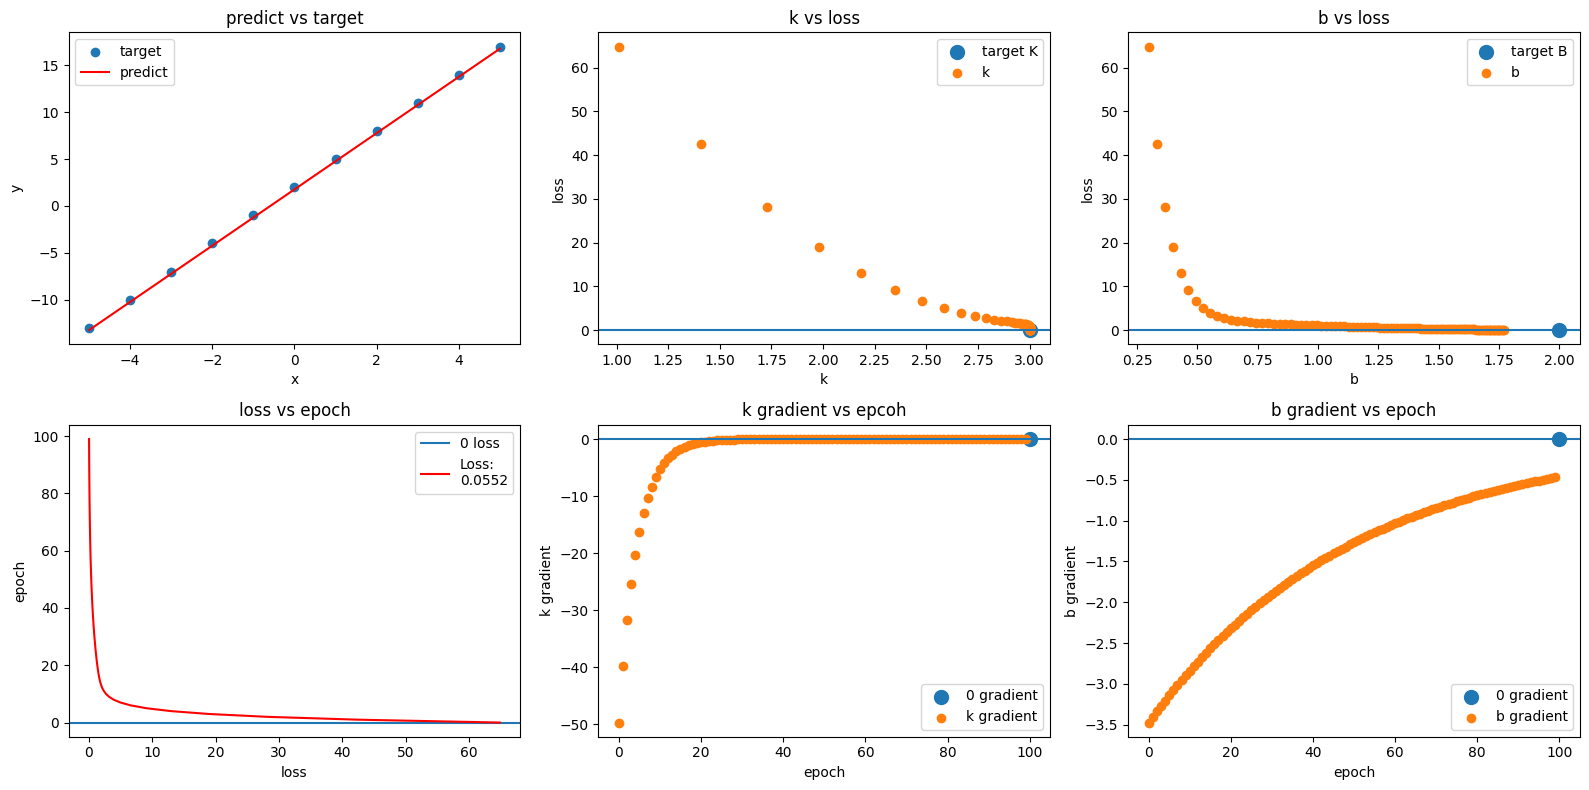 predict vs target
target
predict
15
10
5
0
−5
−10
y
−4
−2
0
2
4
x
k vs loss
target K
k
60
50
40
30
20
10
0
loss
1.00
1.25
1.50
1.75
2.00
2.25
2.50
2.75
3.00
k
b vs loss
target B
b
60
50
40
30
20
10
0
loss
0.25
0.50
0.75
1.00
1.25
1.50
1.75
2.00
b
loss vs epoch
0 loss
Loss:
0.0552
100
80
60
40
20
0
epoch
0
10
20
30
40
50
60
loss
k gradient vs epcoh
0
−10
−20
−30
−40
−50
k gradient
0 gradient
k gradient
0
20
40
60
80
100
epoch
b gradient vs epoch
0.0
−0.5
−1.0
−1.5
−2.0
−2.5
−3.0
−3.5
b gradient
0 gradient
b gradient
0
20
40
60
80
100
epoch